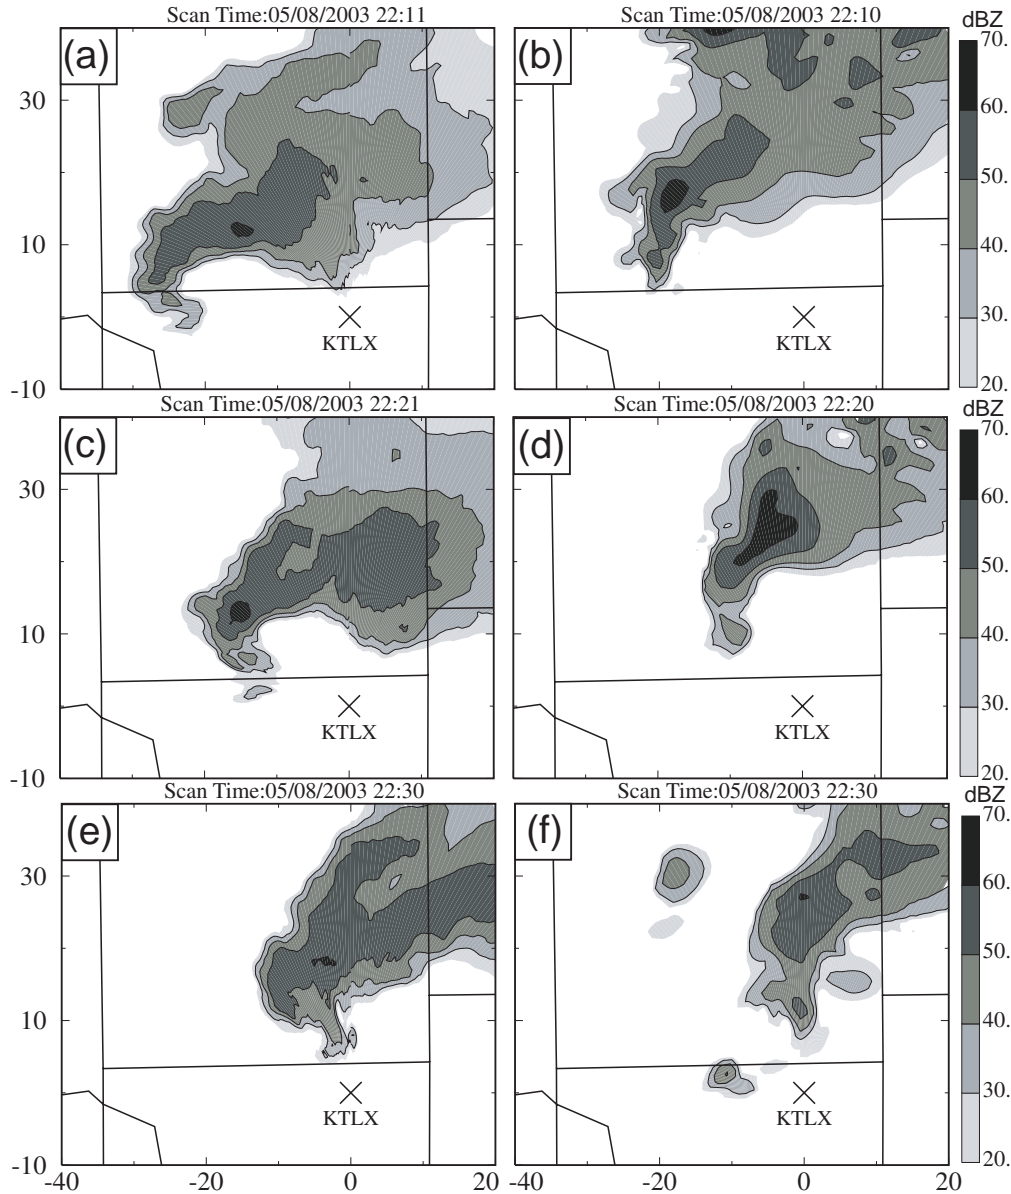 Scan Time:05/08/2003 22:11
Scan Time:05/08/2003 22:10
dBZ
(a)
(b)
70.
60.
50.
40.
30.
20.
30
10
-10
KTLX
KTLX
Scan Time:05/08/2003 22:21
Scan Time:05/08/2003 22:20
dBZ
(c)
(d)
70.
60.
50.
40.
30.
20.
30
10
-10
KTLX
KTLX
Scan Time:05/08/2003 22:30
Scan Time:05/08/2003 22:30
dBZ
(e)
(f)
70.
60.
50.
40.
30.
20.
30
10
-10
KTLX
KTLX
-40 -20 0 20 -40 -20 0 20